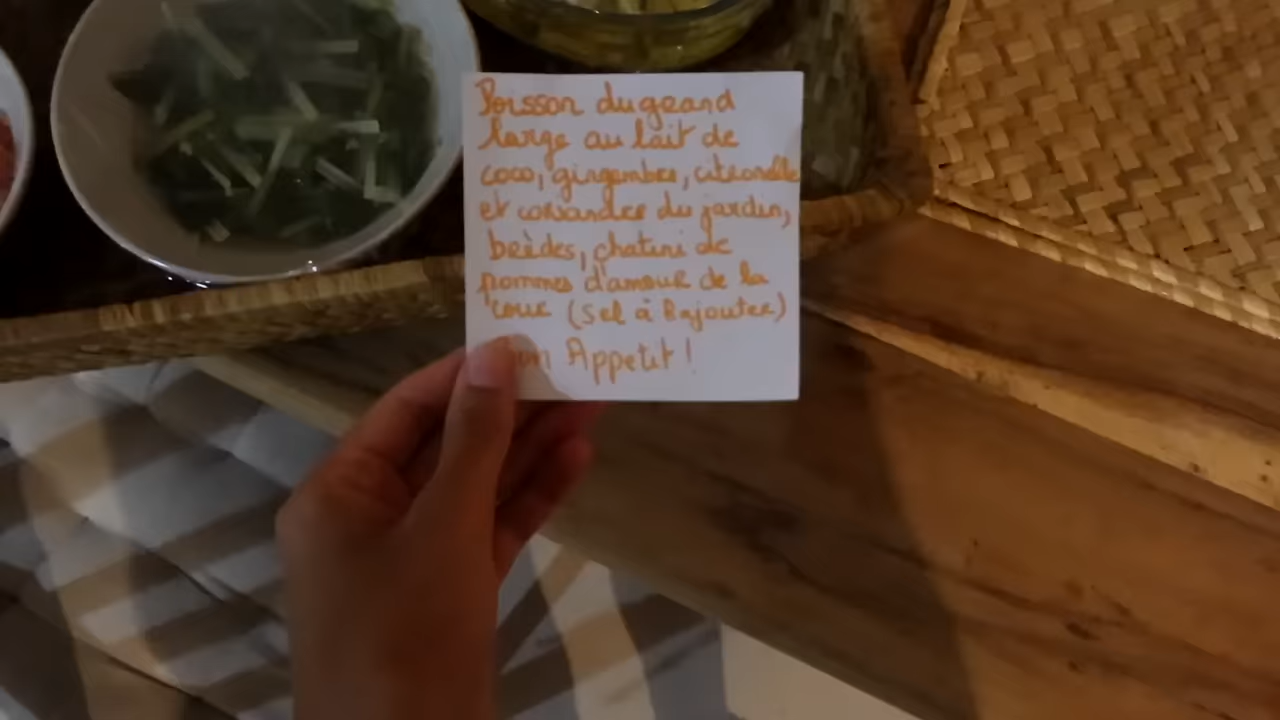 Poisson du grand
large au lait de
coco, gingembre, citronelle
et coriandre du jardin,
brèdes, chatini de
pommes d'amour de la
cour (Sel à Rajouter)
Bon Appetit !